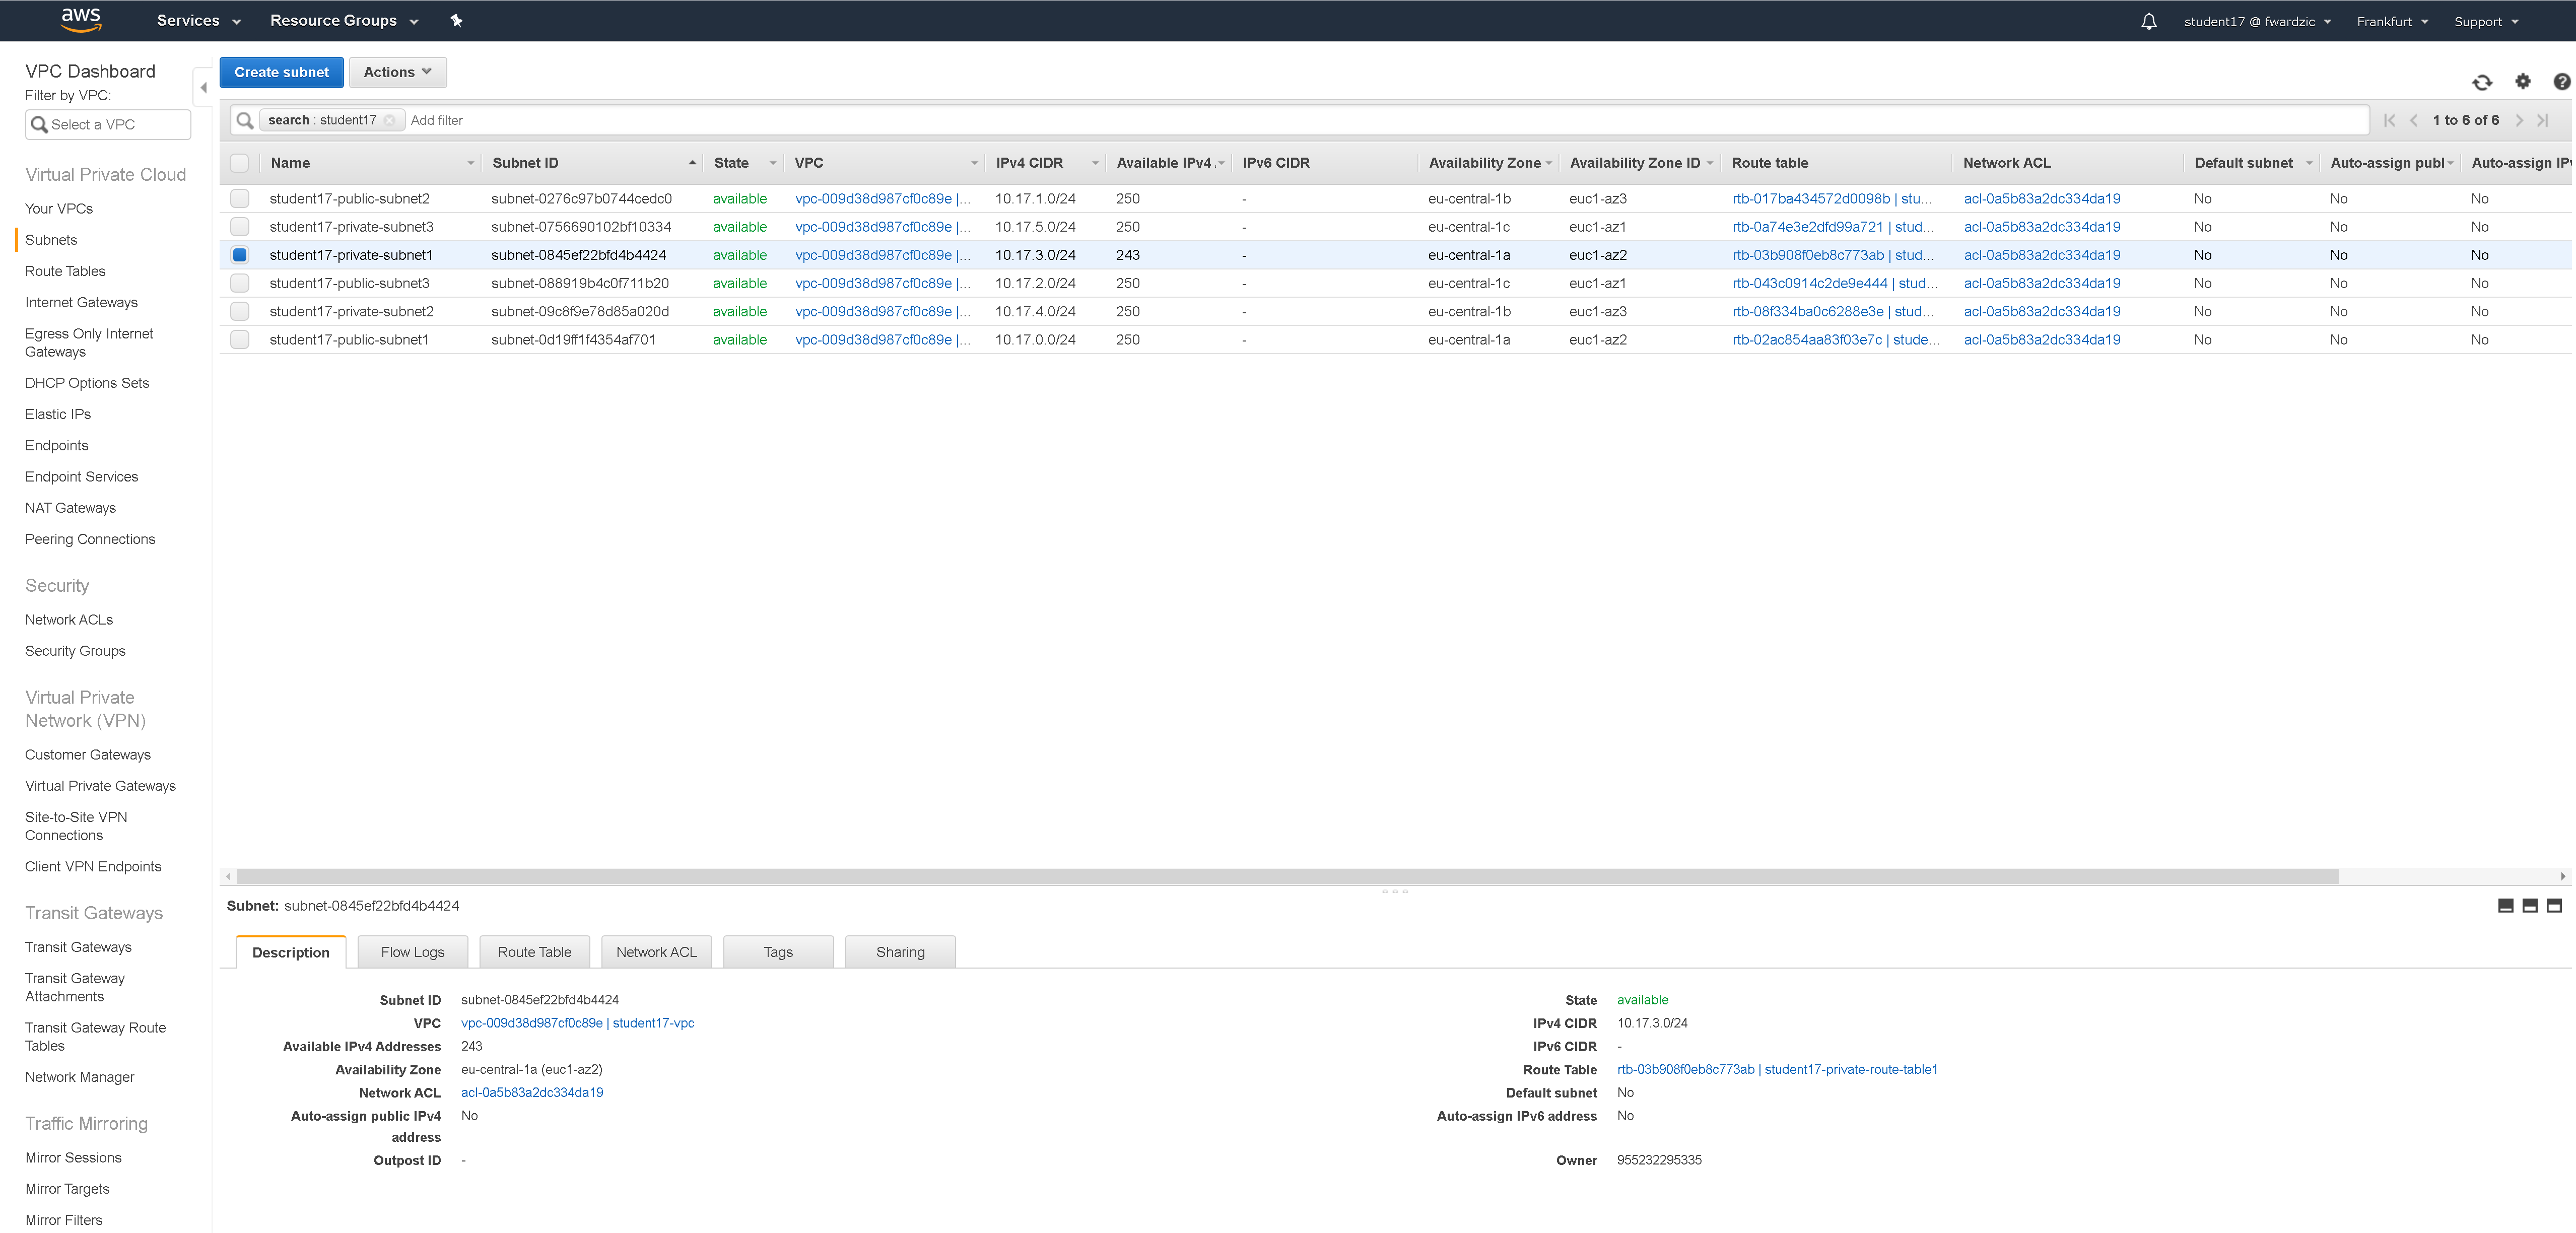 aws Services Resource Groups student17 @ fwardzic Frankfurt Support
VPC Dashboard
Filter by VPC:
Select a VPC
Virtual Private Cloud
Your VPCs
Subnets
Route Tables
Internet Gateways
Egress Only Internet
Gateways
DHCP Options Sets
Elastic IPs
Endpoints
Endpoint Services
NAT Gateways
Peering Connections
Security
Network ACLs
Security Groups
Virtual Private
Network (VPN)
Customer Gateways
Virtual Private Gateways
Site-to-Site VPN
Connections
Client VPN Endpoints
Transit Gateways
Transit Gateways
Transit Gateway
Attachments
Transit Gateway Route
Tables
Network Manager
Traffic Mirroring
Mirror Sessions
Mirror Targets
Mirror Filters
Create subnet Actions
search : student17 Add filter 1 to 6 of 6
Name Subnet ID State VPC IPv4 CIDR Available IPv4 IPv6 CIDR Availability Zone Availability Zone ID Route table Network ACL Default subnet Auto-assign publ Auto-assign IPv
student17-public-subnet2 subnet-0276c97b0744cedc0 available vpc-009d38d987cf0c89e |... 10.17.1.0/24 250 - eu-central-1b euc1-az3 rtb-017ba434572d0098b | stu... acl-0a5b83a2dc334da19 No No No
student17-private-subnet3 subnet-0756690102bf10334 available vpc-009d38d987cf0c89e |... 10.17.5.0/24 250 - eu-central-1c euc1-az1 rtb-0a74e3e2dfd99a721 | stud... acl-0a5b83a2dc334da19 No No No
student17-private-subnet1 subnet-0845ef22bfd4b4424 available vpc-009d38d987cf0c89e |... 10.17.3.0/24 243 - eu-central-1a euc1-az2 rtb-03b908f0eb8c773ab | stud... acl-0a5b83a2dc334da19 No No No
student17-public-subnet3 subnet-088919b4c0f711b20 available vpc-009d38d987cf0c89e |... 10.17.2.0/24 250 - eu-central-1c euc1-az1 rtb-043c0914c2de9e444 | stud... acl-0a5b83a2dc334da19 No No No
student17-private-subnet2 subnet-09c8f9e78d85a020d available vpc-009d38d987cf0c89e |... 10.17.4.0/24 250 - eu-central-1b euc1-az3 rtb-08f334ba0c6288e3e | stud... acl-0a5b83a2dc334da19 No No No
student17-public-subnet1 subnet-0d19ff1f4354af701 available vpc-009d38d987cf0c89e |... 10.17.0.0/24 250 - eu-central-1a euc1-az2 rtb-02ac854aa83f03e7c | stude... acl-0a5b83a2dc334da19 No No No
Subnet: subnet-0845ef22bfd4b4424
Description Flow Logs Route Table Network ACL Tags Sharing
Subnet ID subnet-0845ef22bfd4b4424 State available
VPC vpc-009d38d987cf0c89e | student17-vpc IPv4 CIDR 10.17.3.0/24
Available IPv4 Addresses 243 IPv6 CIDR -
Availability Zone eu-central-1a (euc1-az2) Route Table rtb-03b908f0eb8c773ab | student17-private-route-table1
Network ACL acl-0a5b83a2dc334da19 Default subnet No
Auto-assign public IPv4 No Auto-assign IPv6 address No
address
Outpost ID - Owner 955232295335